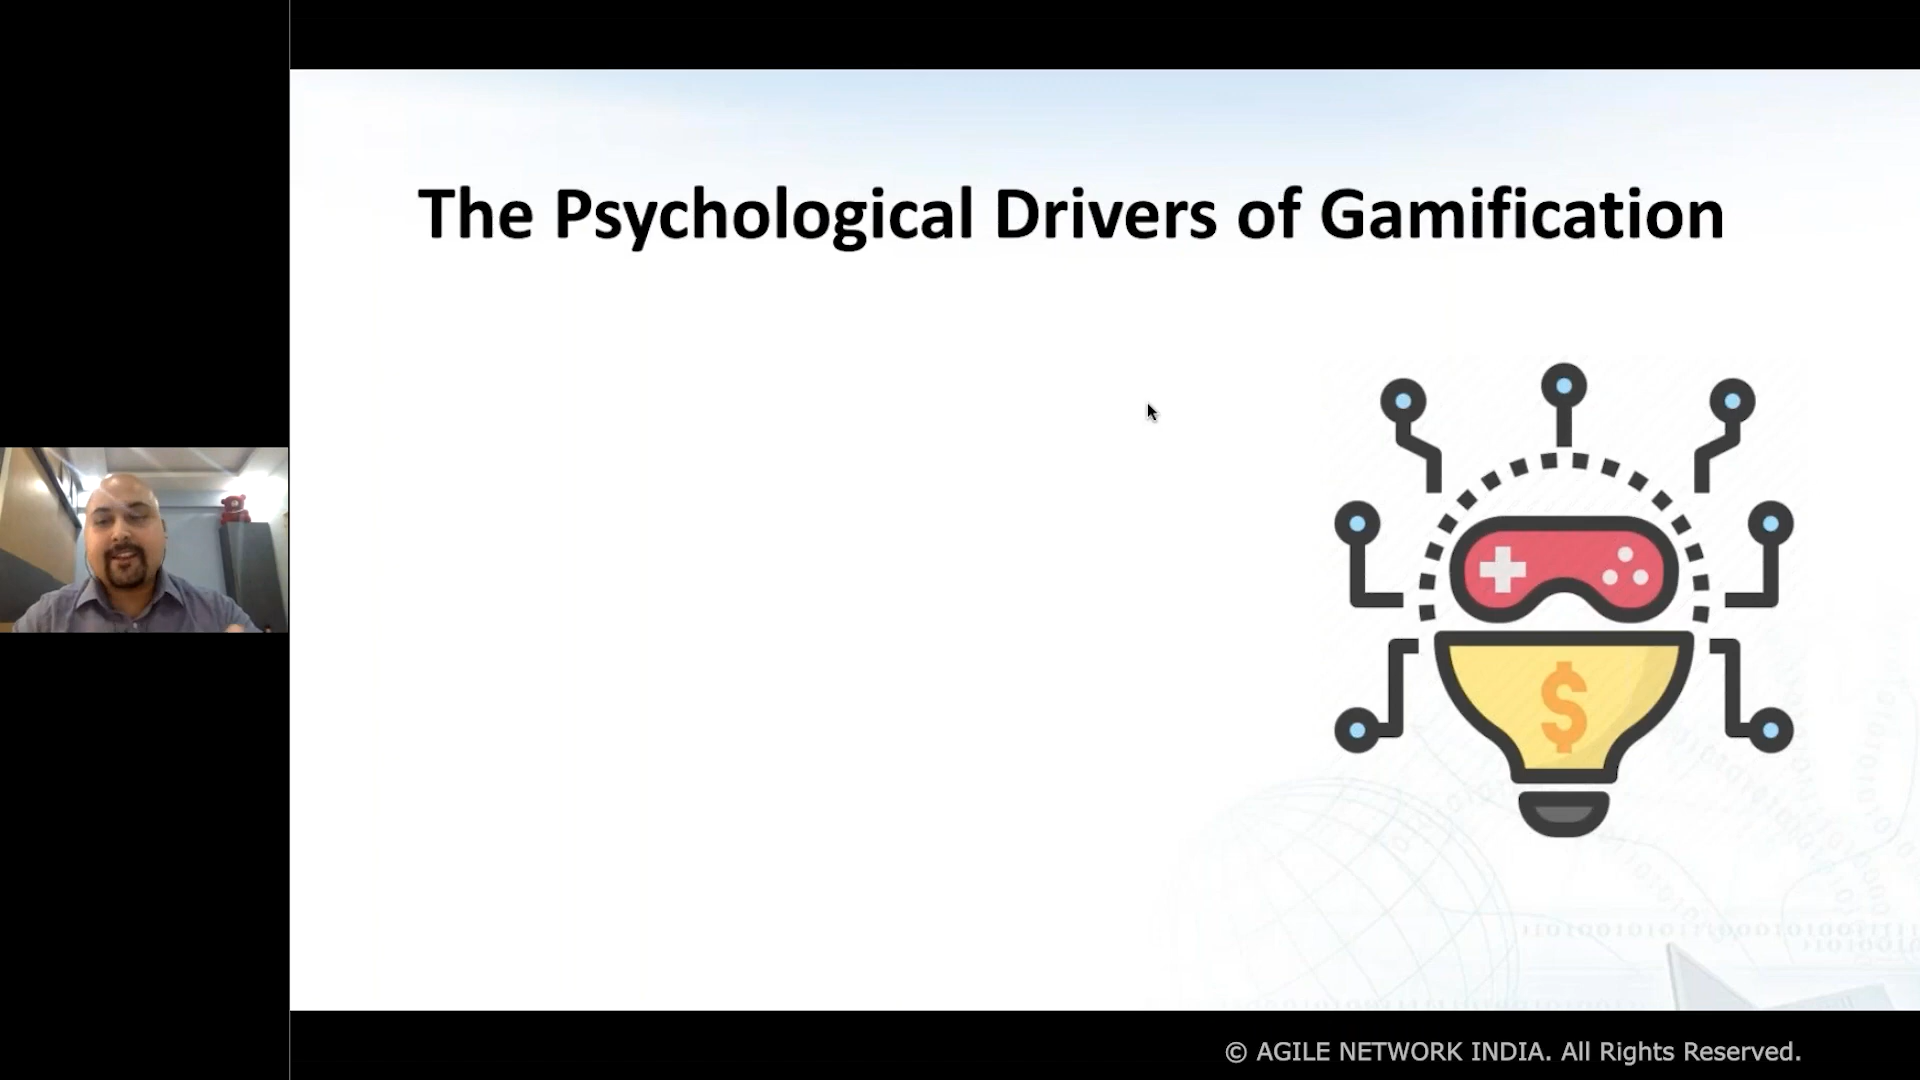 The Psychological Drivers of Gamification
$
© AGILE NETWORK INDIA. All Rights Reserved.